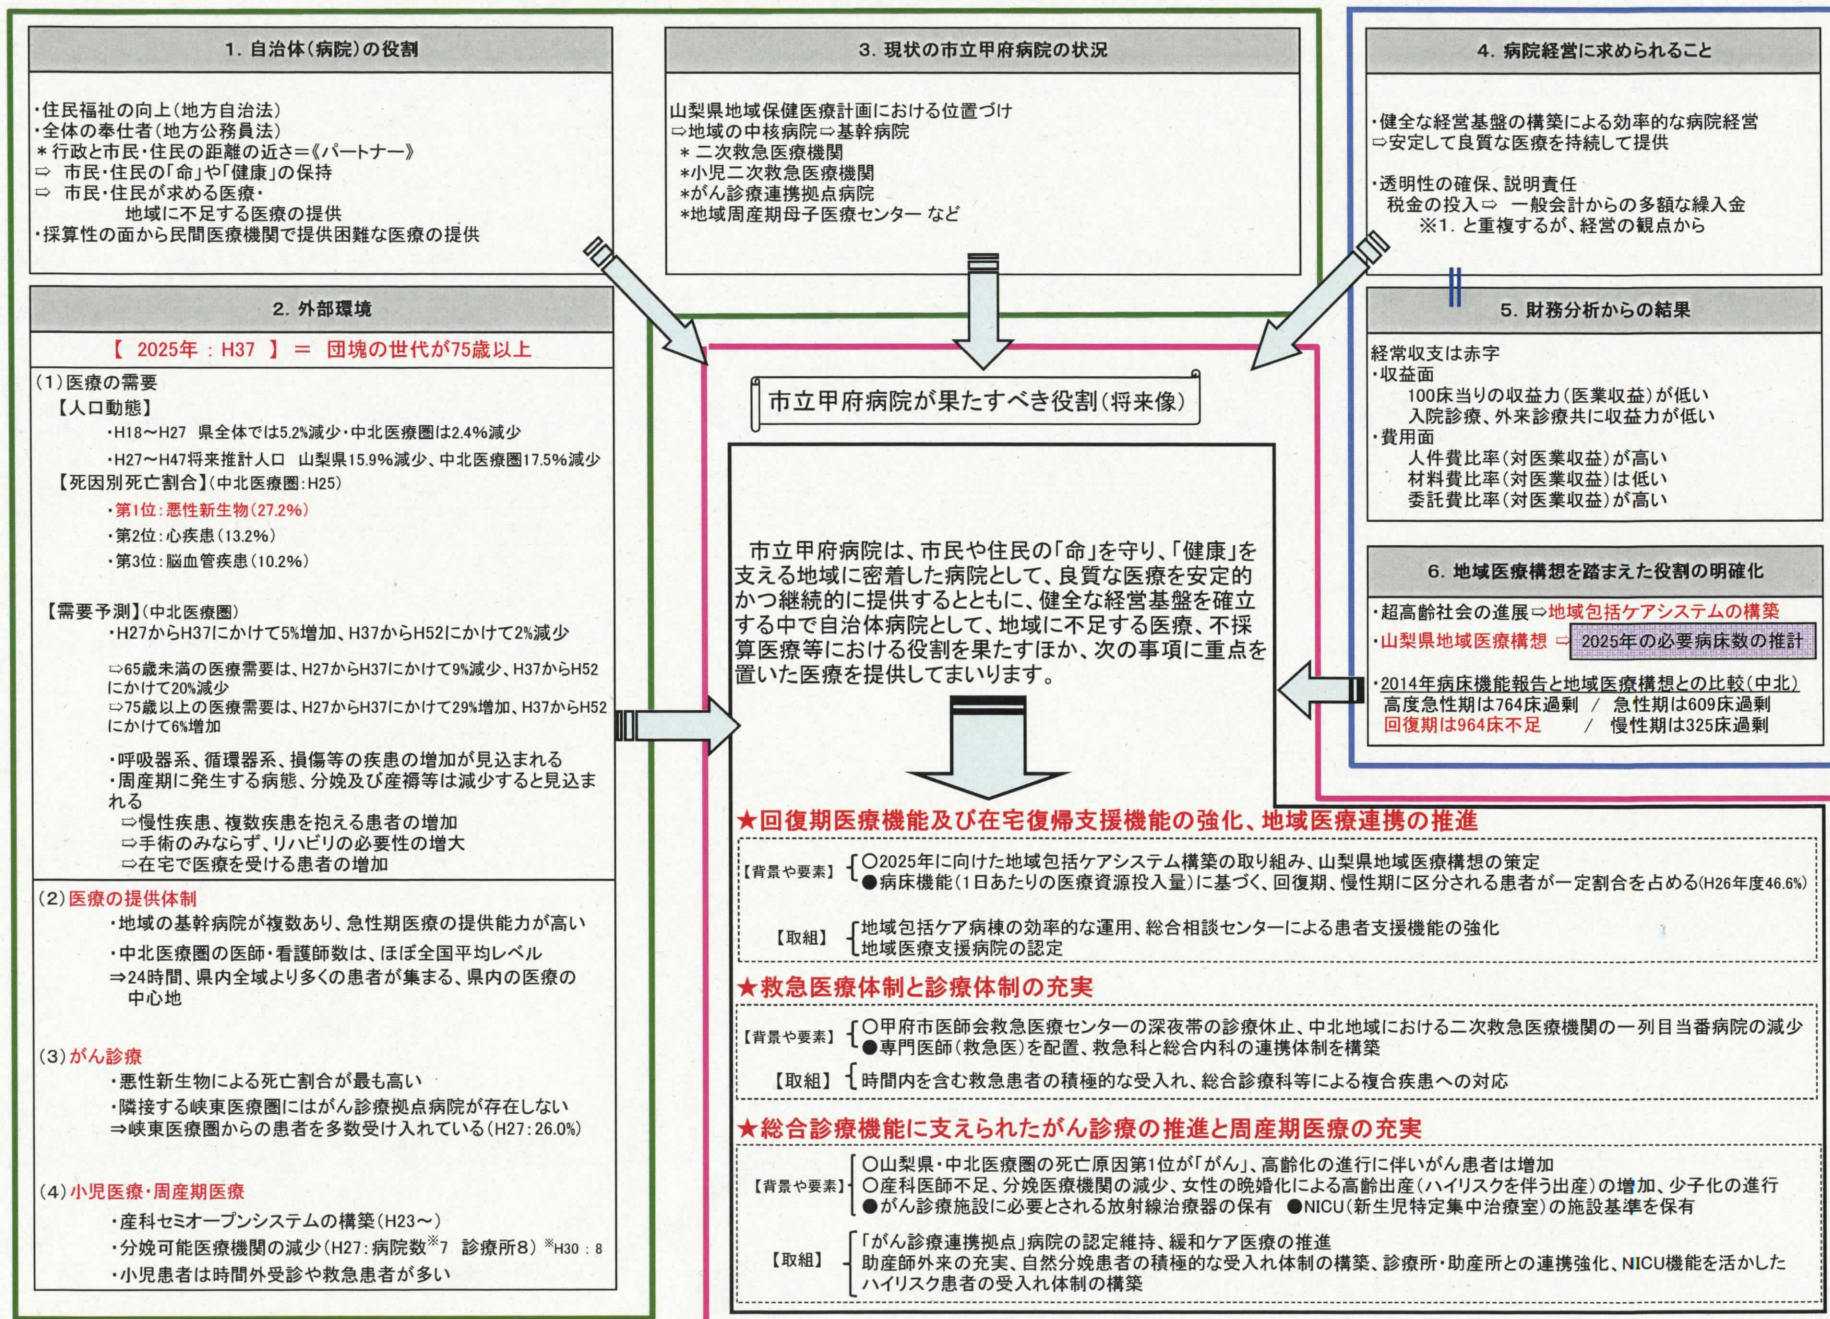 1. 自治体(病院)の役割
・住民福祉の向上(地方自治法)
・全体の奉仕者(地方公務員法)
＊行政と市民・住民の距離の近さ=《パートナー》
⇨ 市民・住民の「命」や「健康」の保持
⇨ 市民・住民が求める医療・
地域に不足する医療の提供
・採算性の面から民間医療機関で提供困難な医療の提供
2. 外部環境
【 2025年 : H37 】 = 団塊の世代が75歳以上
(1)医療の需要
【人口動態】
・H18～H27 県全体では5.2%減少・中北医療圏は2.4%減少
・H27～H47将来推計人口 山梨県15.9%減少、中北医療圏17.5%減少
【死因別死亡割合】(中北医療圏:H25)
・第1位:悪性新生物(27.2%)
・第2位:心疾患(13.2%)
・第3位:脳血管疾患(10.2%)
【需要予測】(中北医療圏)
・H27からH37にかけて5%増加、H37からH52にかけて2%減少
⇨65歳未満の医療需要は、H27からH37にかけて9%減少、H37からH52
にかけて20%減少
⇨75歳以上の医療需要は、H27からH37にかけて29%増加、H37からH52
にかけて6%増加
・呼吸器系、循環器系、損傷等の疾患の増加が見込まれる
・周産期に発生する病態、分娩及び産褥等は減少すると見込ま
れる
⇨慢性疾患、複数疾患を抱える患者の増加
⇨手術のみならず、リハビリの必要性の増大
⇨在宅で医療を受ける患者の増加
(2)医療の提供体制
・地域の基幹病院が複数あり、急性期医療の提供能力が高い
・中北医療圏の医師・看護師数は、ほぼ全国平均レベル
⇒24時間、県内全域より多くの患者が集まる、県内の医療の
中心地
(3)がん診療
・悪性新生物による死亡割合が最も高い
・隣接する峡東医療圏にはがん診療拠点病院が存在しない
⇒峡東医療圏からの患者を多数受け入れている(H27:26.0%)
(4)小児医療・周産期医療
・産科セミオープンシステムの構築(H23～)
・分娩可能医療機関の減少(H27:病院数※7 診療所8) ※H30 : 8
・小児患者は時間外受診や救急患者が多い
3. 現状の市立甲府病院の状況
山梨県地域保健医療計画における位置づけ
⇨地域の中核病院⇨基幹病院
＊二次救急医療機関
＊小児二次救急医療機関
＊がん診療連携拠点病院
＊地域周産期母子医療センター など
4. 病院経営に求められること
・健全な経営基盤の構築による効率的な病院経営
⇨安定して良質な医療を持続して提供
・透明性の確保、説明責任
税金の投入⇨ 一般会計からの多額な繰入金
※1. と重複するが、経営の観点から
5. 財務分析からの結果
経常収支は赤字
・収益面
100床当りの収益力(医業収益)が低い
入院診療、外来診療共に収益力が低い
・費用面
人件費比率(対医業収益)が高い
材料費比率(対医業収益)は低い
委託費比率(対医業収益)が高い
6. 地域医療構想を踏まえた役割の明確化
・超高齢社会の進展⇨地域包括ケアシステムの構築
・山梨県地域医療構想 ⇨ 2025年の必要病床数の推計
・2014年病床機能報告と地域医療構想との比較(中北)
高度急性期は764床過剰 / 急性期は609床過剰
回復期は964床不足 / 慢性期は325床過剰
市立甲府病院が果たすべき役割(将来像)
市立甲府病院は、市民や住民の「命」を守り、「健康」を
支える地域に密着した病院として、良質な医療を安定的
かつ継続的に提供するとともに、健全な経営基盤を確立
する中で自治体病院として、地域に不足する医療、不採
算医療等における役割を果たすほか、次の事項に重点を
置いた医療を提供してまいります。
★回復期医療機能及び在宅復帰支援機能の強化、地域医療連携の推進
【背景や要素】
○2025年に向けた地域包括ケアシステム構築の取り組み、山梨県地域医療構想の策定
●病床機能(1日あたりの医療資源投入量)に基づく、回復期、慢性期に区分される患者が一定割合を占める(H26年度46.6%)
【取組】
地域包括ケア病棟の効率的な運用、総合相談センターによる患者支援機能の強化
地域医療支援病院の認定
★救急医療体制と診療体制の充実
【背景や要素】
○甲府市医師会救急医療センターの深夜帯の診療休止、中北地域における二次救急医療機関の一列目当番病院の減少
●専門医師(救急医)を配置、救急科と総合内科の連携体制を構築
【取組】
時間内を含む救急患者の積極的な受入れ、総合診療科等による複合疾患への対応
★総合診療機能に支えられたがん診療の推進と周産期医療の充実
【背景や要素】
○山梨県・中北医療圏の死亡原因第1位が「がん」、高齢化の進行に伴いがん患者は増加
○産科医師不足、分娩医療機関の減少、女性の晩婚化による高齢出産(ハイリスクを伴う出産)の増加、少子化の進行
●がん診療施設に必要とされる放射線治療器の保有 ●NICU(新生児特定集中治療室)の施設基準を保有
【取組】
「がん診療連携拠点」病院の認定維持、緩和ケア医療の推進
助産師外来の充実、自然分娩患者の積極的な受入れ体制の構築、診療所・助産所との連携強化、NICU機能を活かした
ハイリスク患者の受入れ体制の構築